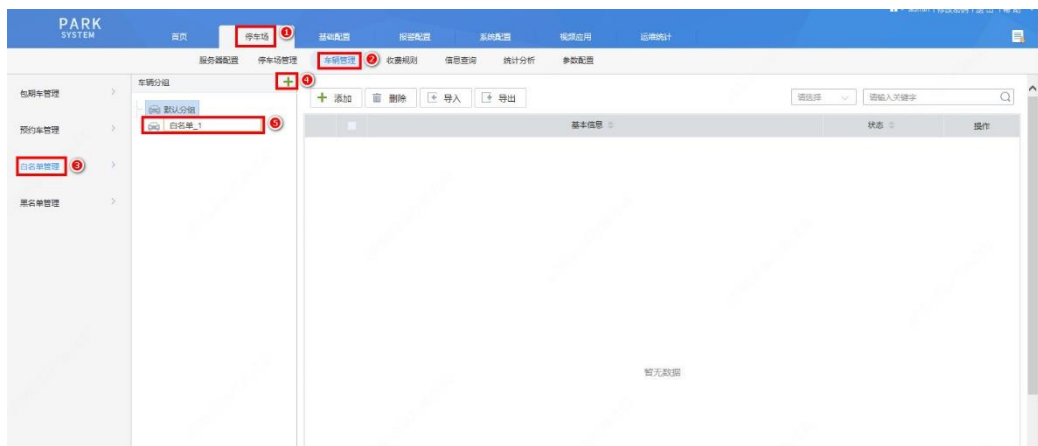 PARK
SYSTEM
首页 停车场 1 基础配置 报警配置 系统配置 视频应用 运维统计
服务器配置 停车场管理 车辆管理 2 收费规则 信息查询 统计分析 参数配置
包期车管理
预约车管理
白名单管理 3
黑名单管理
车辆分组 4
默认分组
白名单_1 5
添加 删除 导入 导出 请选择 请输入关键字
基本信息 状态 操作
暂无数据